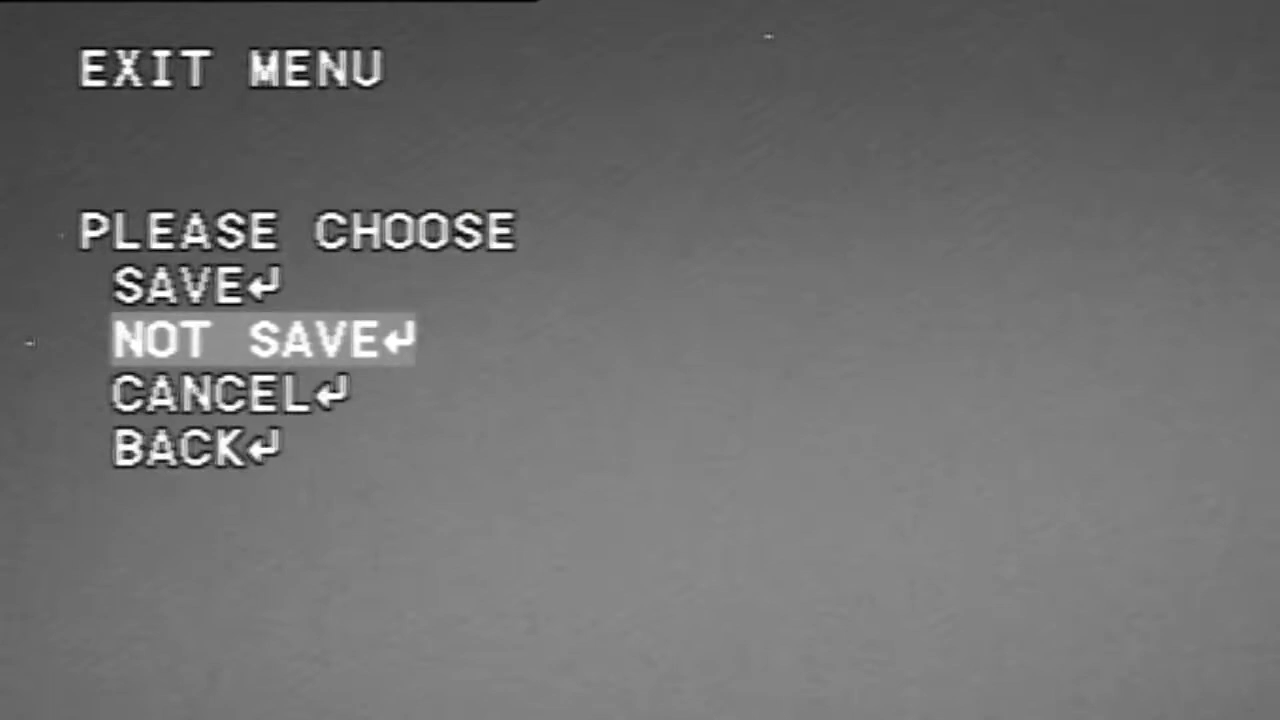 EXIT MENU
PLEASE CHOOSE
SAVE↵
NOT SAVE↵
CANCEL↵
BACK↵